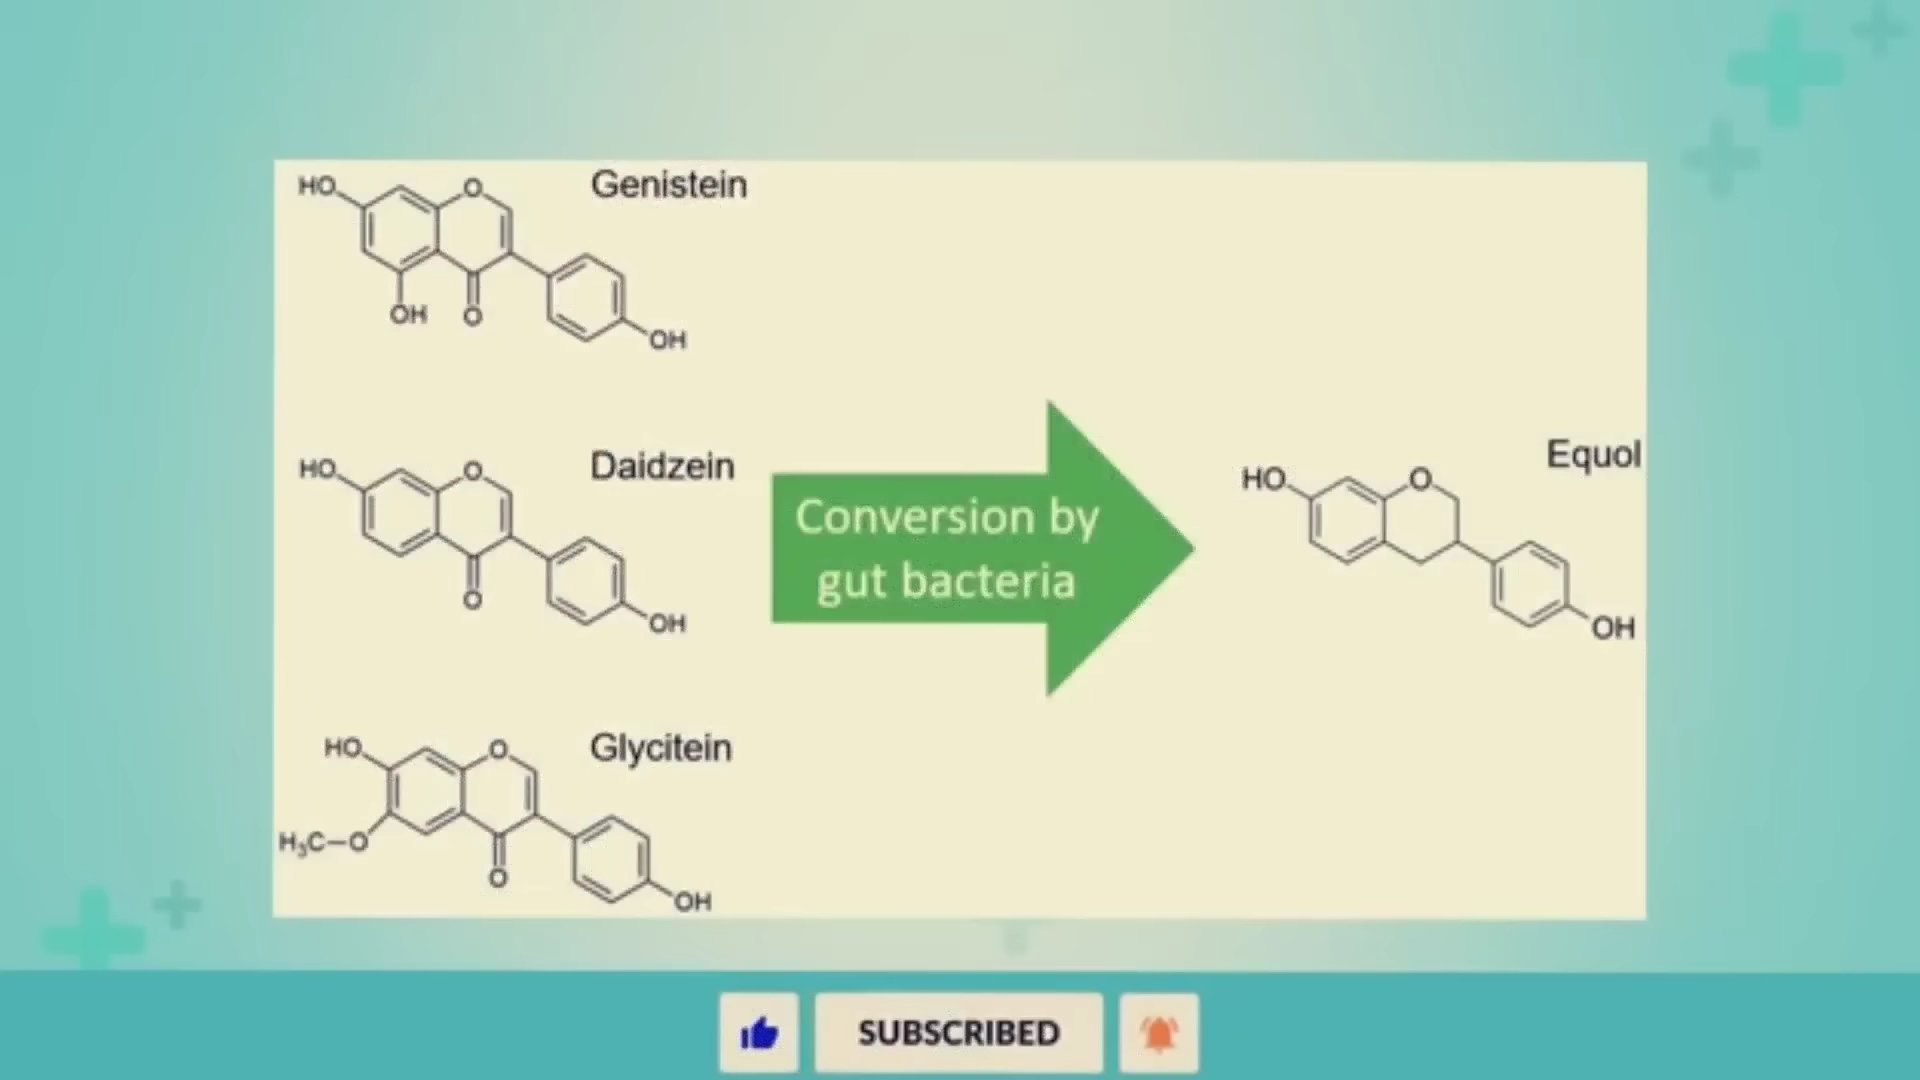 Genistein
HO
O
OH
O
OH
Daidzein
HO
O
O
OH
Conversion by
gut bacteria
Equol
HO
O
OH
Glycitein
HO
O
H₃C-O
O
OH
SUBSCRIBED